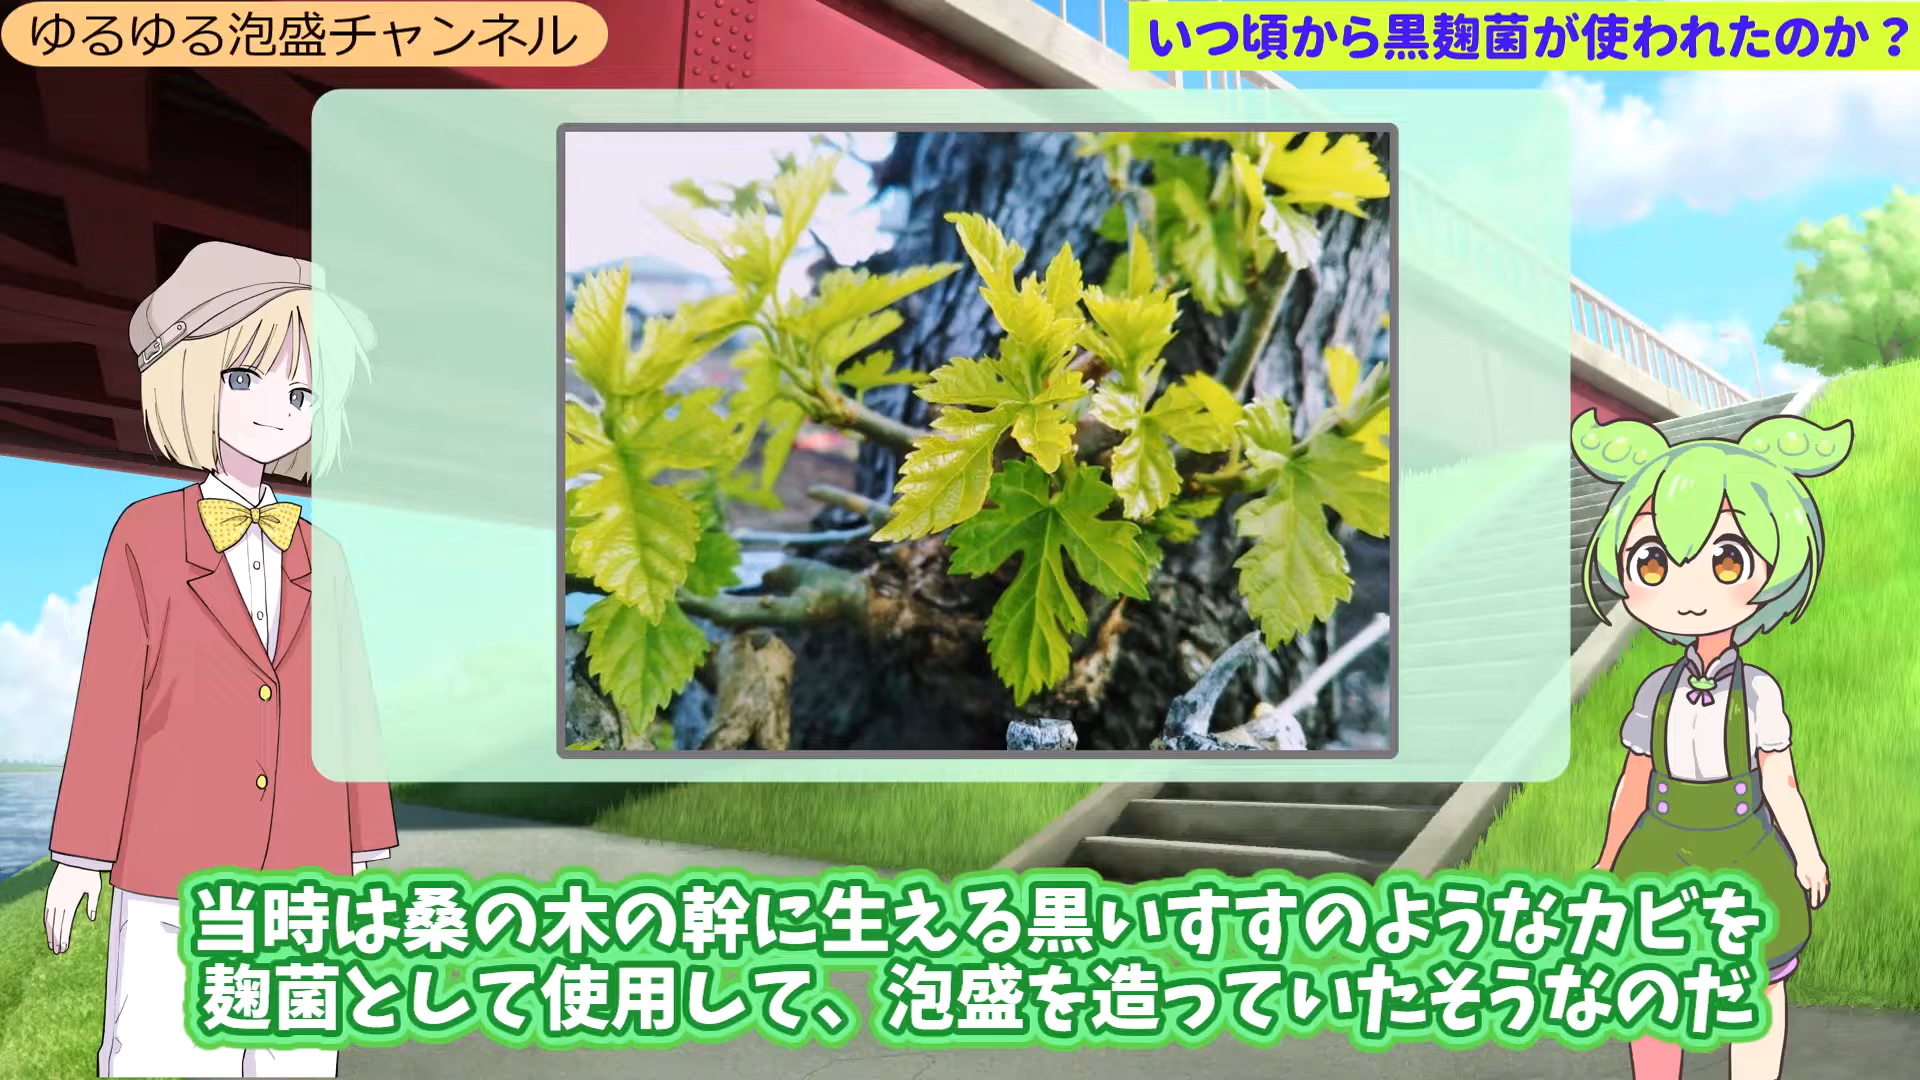 ゆるゆる泡盛チャンネル
いつ頃から黒麹菌が使われたのか？
当時は桑の木の幹に生える黒いすすのようなカビを
麹菌として使用して、泡盛を造っていたそうなのだ